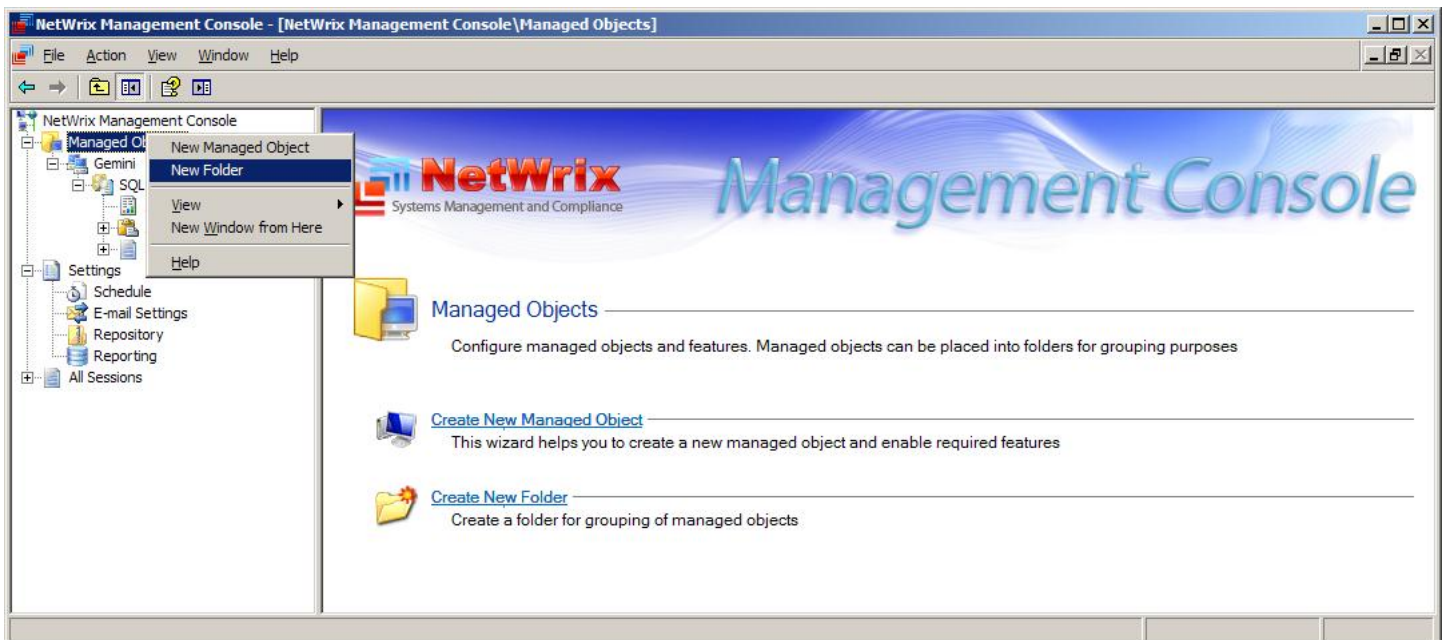 NetWrix Management Console - [NetWrix Management Console\Managed Objects]
File Action View Window Help
NetWrix Management Console
Managed
Gemini
SQL
Settings
Schedule
E-mail Settings
Repository
Reporting
All Sessions
New Managed Object
New Folder
View
New Window from Here
Help
NetWrix
Systems Management and Compliance
Management Console
Managed Objects
Configure managed objects and features. Managed objects can be placed into folders for grouping purposes
Create New Managed Object
This wizard helps you to create a new managed object and enable required features
Create New Folder
Create a folder for grouping of managed objects